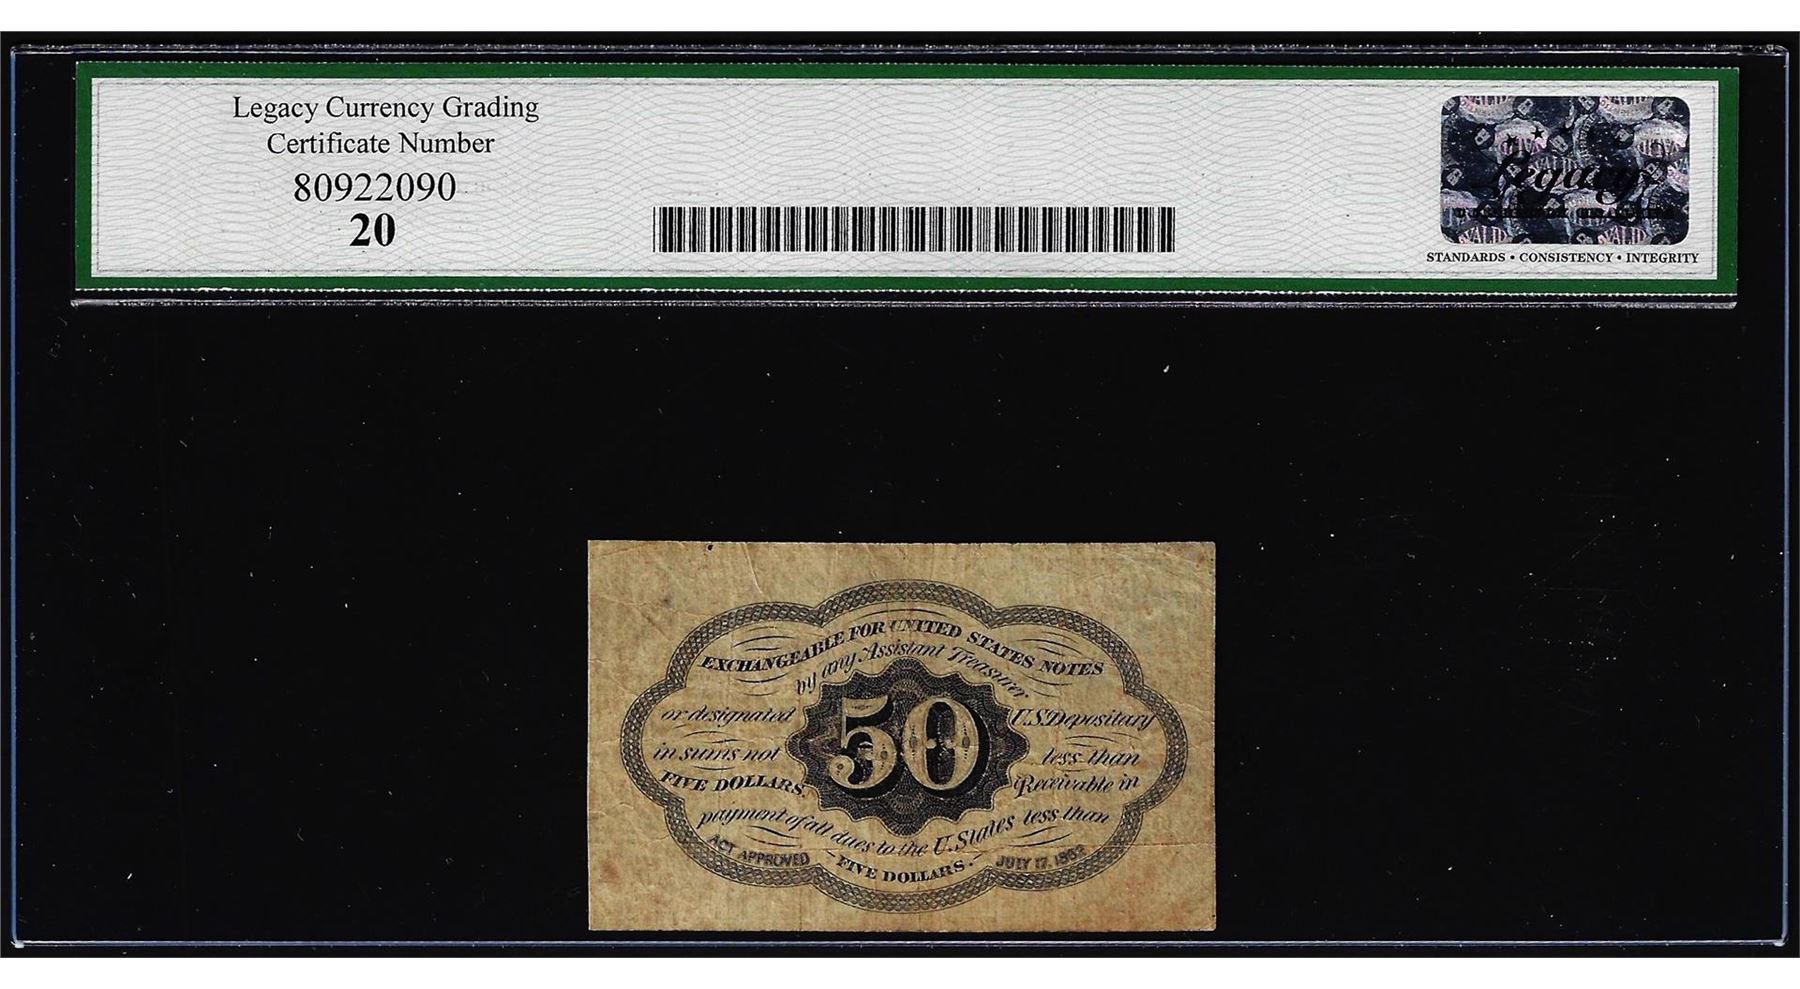 Legacy Currency Grading
Certificate Number
80922090
20
Legacy
STANDARDS • CONSISTENCY • INTEGRITY
EXCHANGEABLE FOR UNITED STATES NOTES
by any Assistant Treasurer
or designated U.S. Depositary
in sums not less than
FIVE DOLLARS. Receivable in
payment of all dues to the U. States less than
FIVE DOLLARS.
50
ACT APPROVED JULY 17, 1862